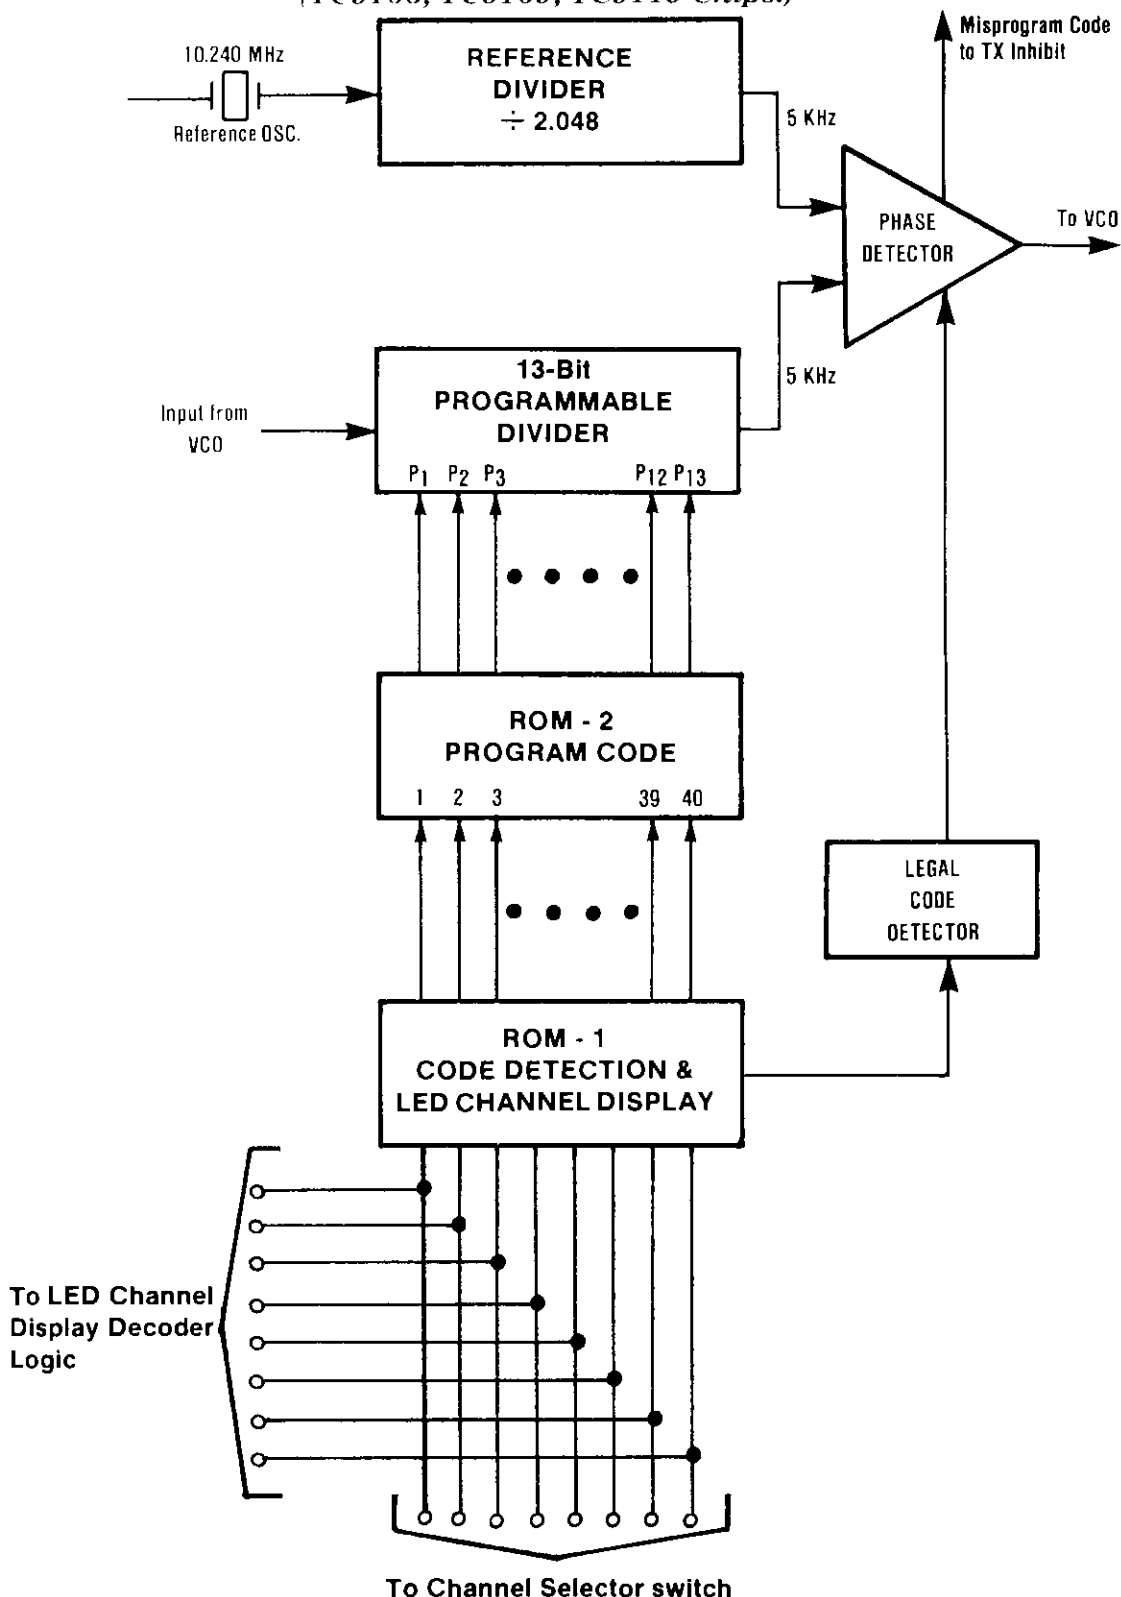 10.240 MHz
Reference OSC.
REFERENCE
DIVIDER
÷ 2.048
5 KHz
Misprogram Code
to TX Inhibit
PHASE
DETECTOR
To VCO
Input from
VCO
13-Bit
PROGRAMMABLE
DIVIDER
P1 P2 P3 P12 P13
5 KHz
ROM - 2
PROGRAM CODE
1 2 3 39 40
LEGAL
CODE
DETECTOR
ROM - 1
CODE DETECTION &
LED CHANNEL DISPLAY
To LED Channel
Display Decoder
Logic
To Channel Selector switch